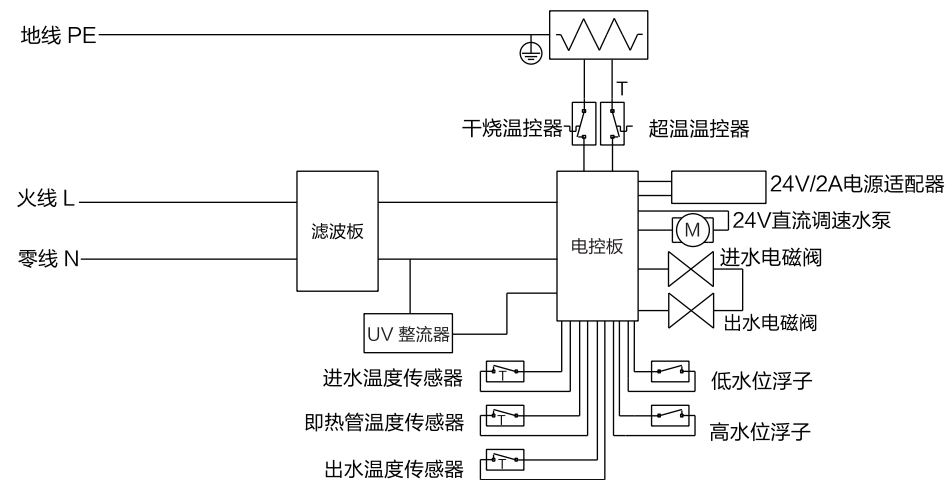 地线 PE
T
干烧温控器
超温温控器
火线 L
滤波板
电控板
24V/2A电源适配器
24V直流调速水泵
M
零线 N
进水电磁阀
出水电磁阀
UV 整流器
进水温度传感器
T
低水位浮子
即热管温度传感器
T
高水位浮子
出水温度传感器
T